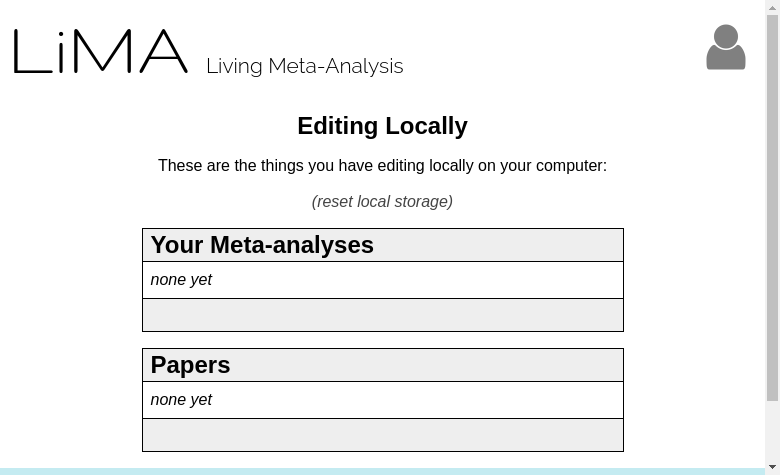 LiMA Living Meta-Analysis
Editing Locally
These are the things you have editing locally on your computer:
(reset local storage)
Your Meta-analyses
none yet
Papers
none yet